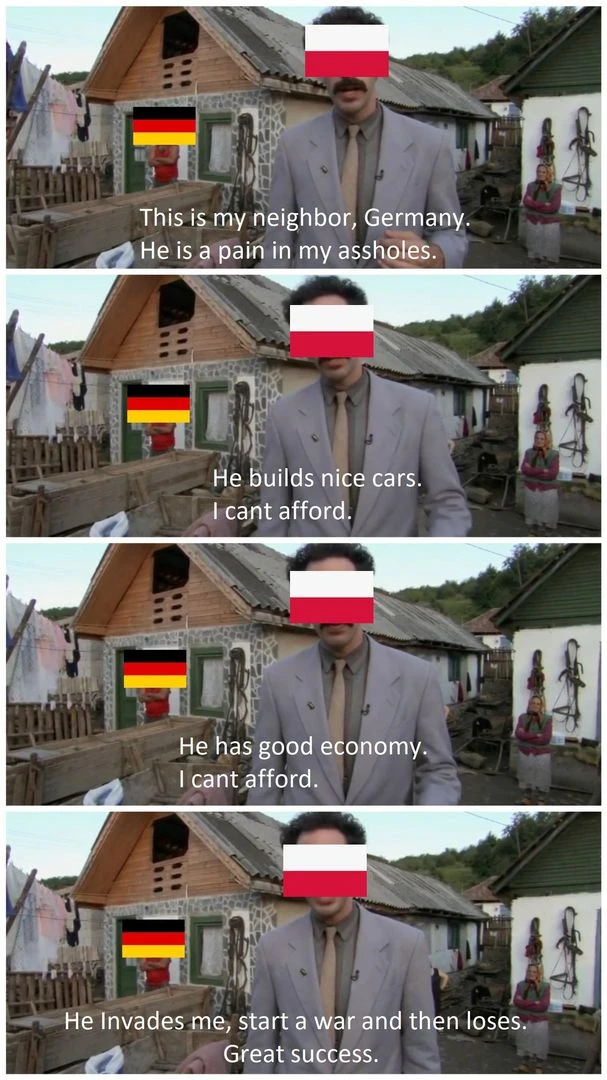 This is my neighbor, Germany.
He is a pain in my assholes.
He builds nice cars.
I cant afford.
He has good economy.
I cant afford.
He Invades me, start a war and then loses.
Great success.